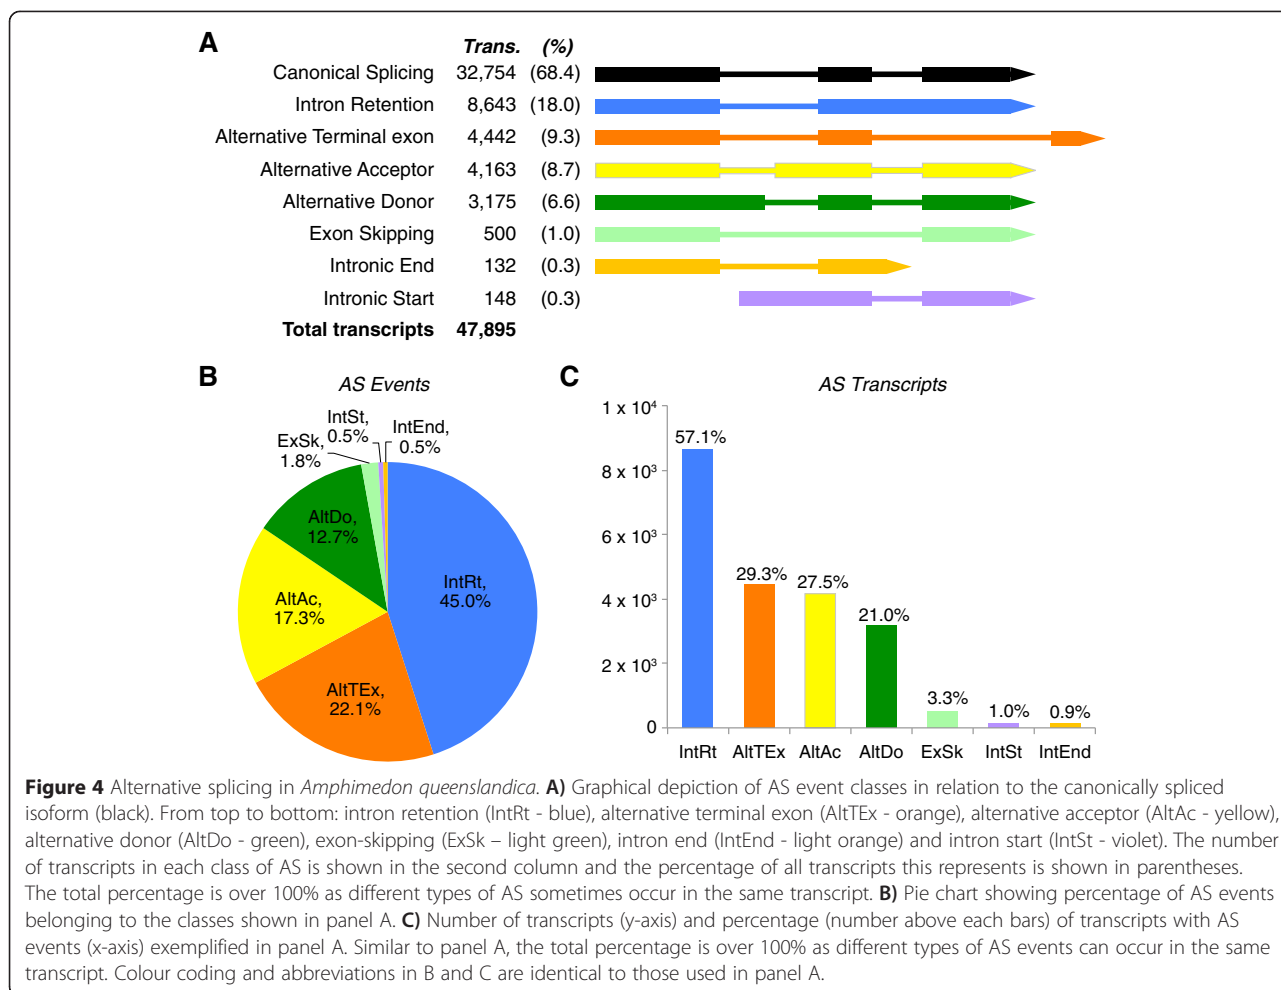 A
Trans. (%)
Canonical Splicing 32,754 (68.4)
Intron Retention 8,643 (18.0)
Alternative Terminal exon 4,442 (9.3)
Alternative Acceptor 4,163 (8.7)
Alternative Donor 3,175 (6.6)
Exon Skipping 500 (1.0)
Intronic End 132 (0.3)
Intronic Start 148 (0.3)
Total transcripts 47,895
B
AS Events
IntSt,
0.5%
IntEnd,
0.5%
ExSk,
1.8%
AltDo,
12.7%
IntRt,
45.0%
AltAc,
17.3%
AltTEx,
22.1%
C
AS Transcripts
1 x 10⁴
8 x 10³
6 x 10³
4 x 10³
2 x 10³
0
57.1%
29.3%
27.5%
21.0%
3.3%
1.0%
0.9%
IntRt AltTEx AltAc AltDo ExSk IntSt IntEnd
Figure 4 Alternative splicing in Amphimedon queenslandica. A) Graphical depiction of AS event classes in relation to the canonically spliced
isoform (black). From top to bottom: intron retention (IntRt - blue), alternative terminal exon (AltTEx - orange), alternative acceptor (AltAc - yellow),
alternative donor (AltDo - green), exon-skipping (ExSk – light green), intron end (IntEnd - light orange) and intron start (IntSt - violet). The number
of transcripts in each class of AS is shown in the second column and the percentage of all transcripts this represents is shown in parentheses.
The total percentage is over 100% as different types of AS sometimes occur in the same transcript. B) Pie chart showing percentage of AS events
belonging to the classes shown in panel A. C) Number of transcripts (y-axis) and percentage (number above each bars) of transcripts with AS
events (x-axis) exemplified in panel A. Similar to panel A, the total percentage is over 100% as different types of AS events can occur in the same
transcript. Colour coding and abbreviations in B and C are identical to those used in panel A.